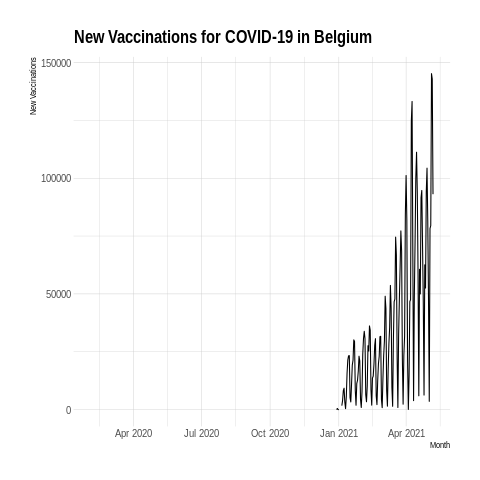 New Vaccinations for COVID-19 in Belgium
New Vaccinations
150000
100000
50000
0
Apr 2020 Jul 2020 Oct 2020 Jan 2021 Apr 2021
Month